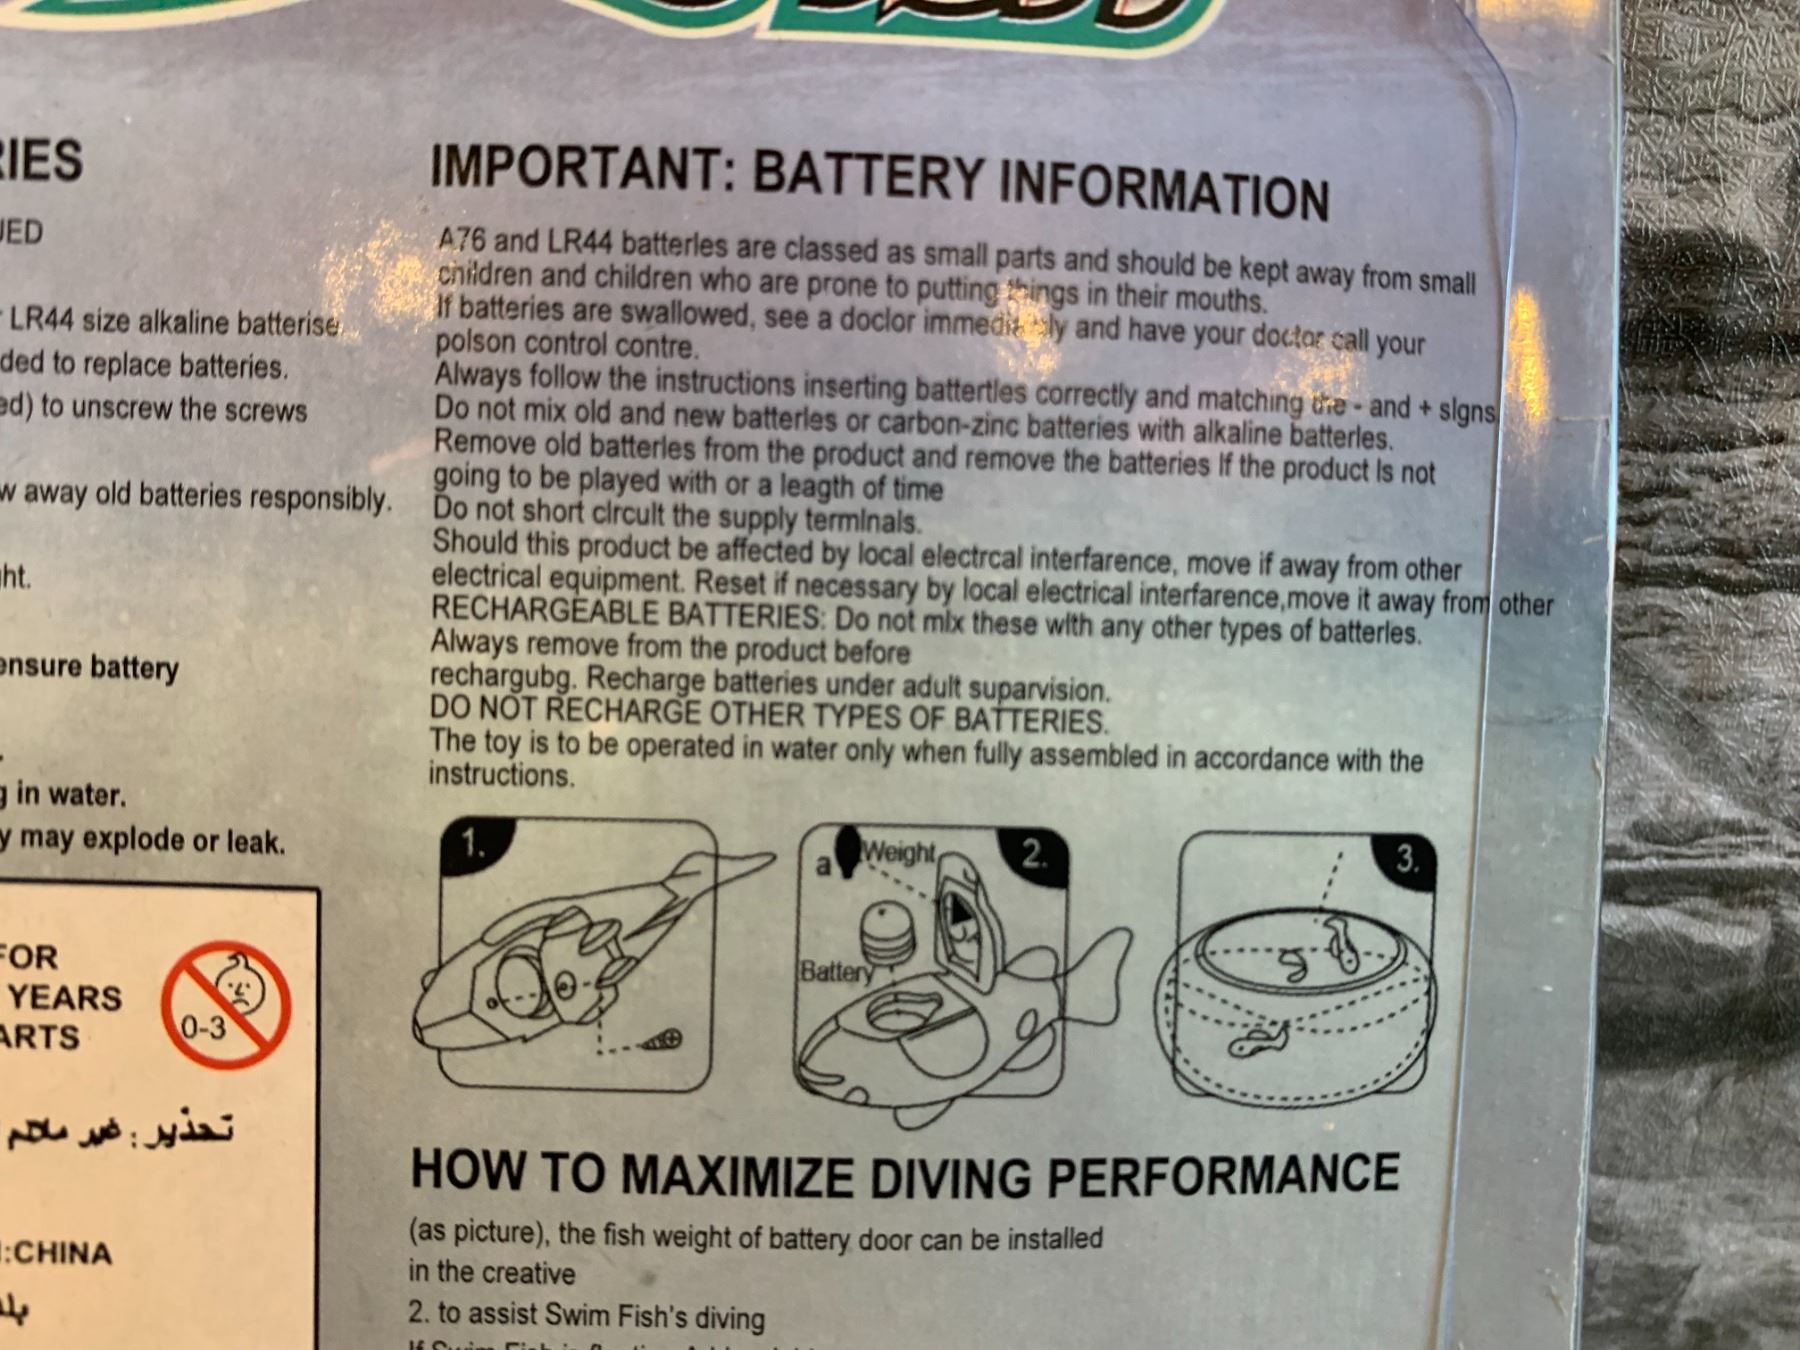 RIES
UED
LR44 size alkaline batterise
ded to replace batteries.
ed) to unscrew the screws
w away old batteries responsibly.
ht.
ensure battery
g in water.
y may explode or leak.
FOR
YEARS
ARTS
0-3
تحذير: غير ملائم
:CHINA
بلد
IMPORTANT: BATTERY INFORMATION
A76 and LR44 batterles are classed as small parts and should be kept away from small
children and children who are prone to putting things in their mouths.
If batteries are swallowed, see a doclor immediately and have your doctor call your
polson control contre.
Always follow the instructions inserting battertles correctly and matching the - and + slgns
Do not mix old and new batterles or carbon-zinc batteries with alkaline batterles.
Remove old batterles from the product and remove the batteries If the product Is not
going to be played with or a leagth of time
Do not short clrcult the supply termlnals.
Should this product be affected by local electrcal interfarence, move if away from other
electrical equipment. Reset if necessary by local electrical interfarence,move it away from other
RECHARGEABLE BATTERIES: Do not mlx these wlth any other types of batterles.
Always remove from the product before
rechargubg. Recharge batteries under adult suparvision.
DO NOT RECHARGE OTHER TYPES OF BATTERIES.
The toy is to be operated in water only when fully assembled in accordance with the
instructions.
1.
a Weight 2.
Battery
3.
HOW TO MAXIMIZE DIVING PERFORMANCE
(as picture), the fish weight of battery door can be installed
in the creative
2. to assist Swim Fish's diving